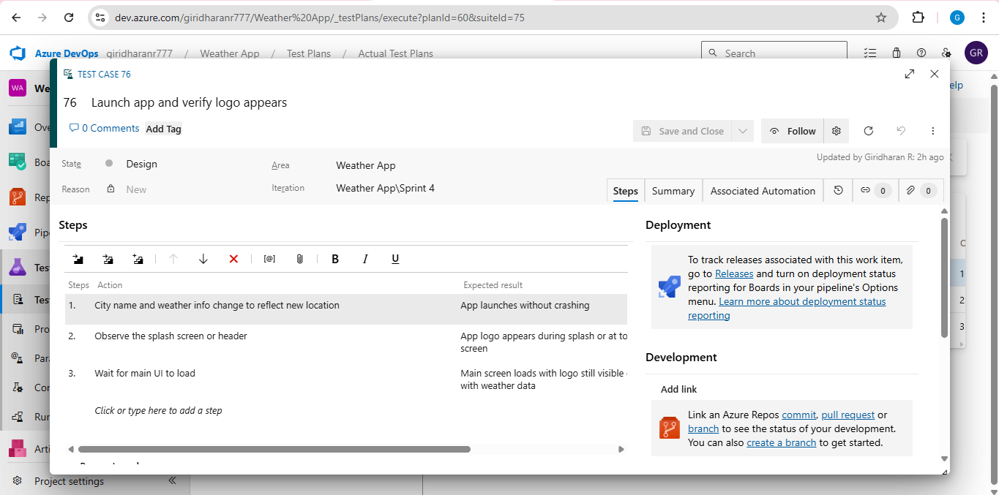 dev.azure.com/giridharanr777/Weather%20App/_testPlans/execute?planId=60&suiteId=75
G
Azure DevOps giridharanr777 / Weather App / Test Plans / Actual Test Plans
Search
GR
WA We
TEST CASE 76
elp
76 Launch app and verify logo appears
0 Comments Add Tag
Save and Close Follow
Ove
Boa
Rep
Pip
Tes
Tes
Pro
Para
Con
Run
Arti
Project settings
Updated by Giridharan R: 2h ago
State Design
Area Weather App
Reason New
Iteration Weather App\Sprint 4
Steps Summary Associated Automation 0 0
Steps
B I U
Steps Action Expected result
1. City name and weather info change to reflect new location App launches without crashing
2. Observe the splash screen or header App logo appears during splash or at to
screen
3. Wait for main UI to load Main screen loads with logo still visible
with weather data
Click or type here to add a step
Deployment
To track releases associated with this work item,
go to Releases and turn on deployment status
reporting for Boards in your pipeline's Options
menu. Learn more about deployment status
reporting
Development
Add link
Link an Azure Repos commit, pull request or
branch to see the status of your development.
You can also create a branch to get started.
1
2
3